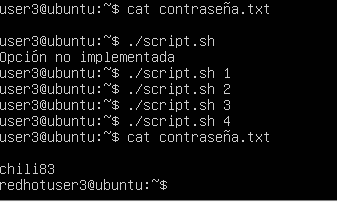 user3@ubuntu:~$ cat contraseña.txt
user3@ubuntu:~$ ./script.sh
Opción no implementada
user3@ubuntu:~$ ./script.sh 1
user3@ubuntu:~$ ./script.sh 2
user3@ubuntu:~$ ./script.sh 3
user3@ubuntu:~$ ./script.sh 4
user3@ubuntu:~$ cat contraseña.txt
chili83
redhotuser3@ubuntu:~$